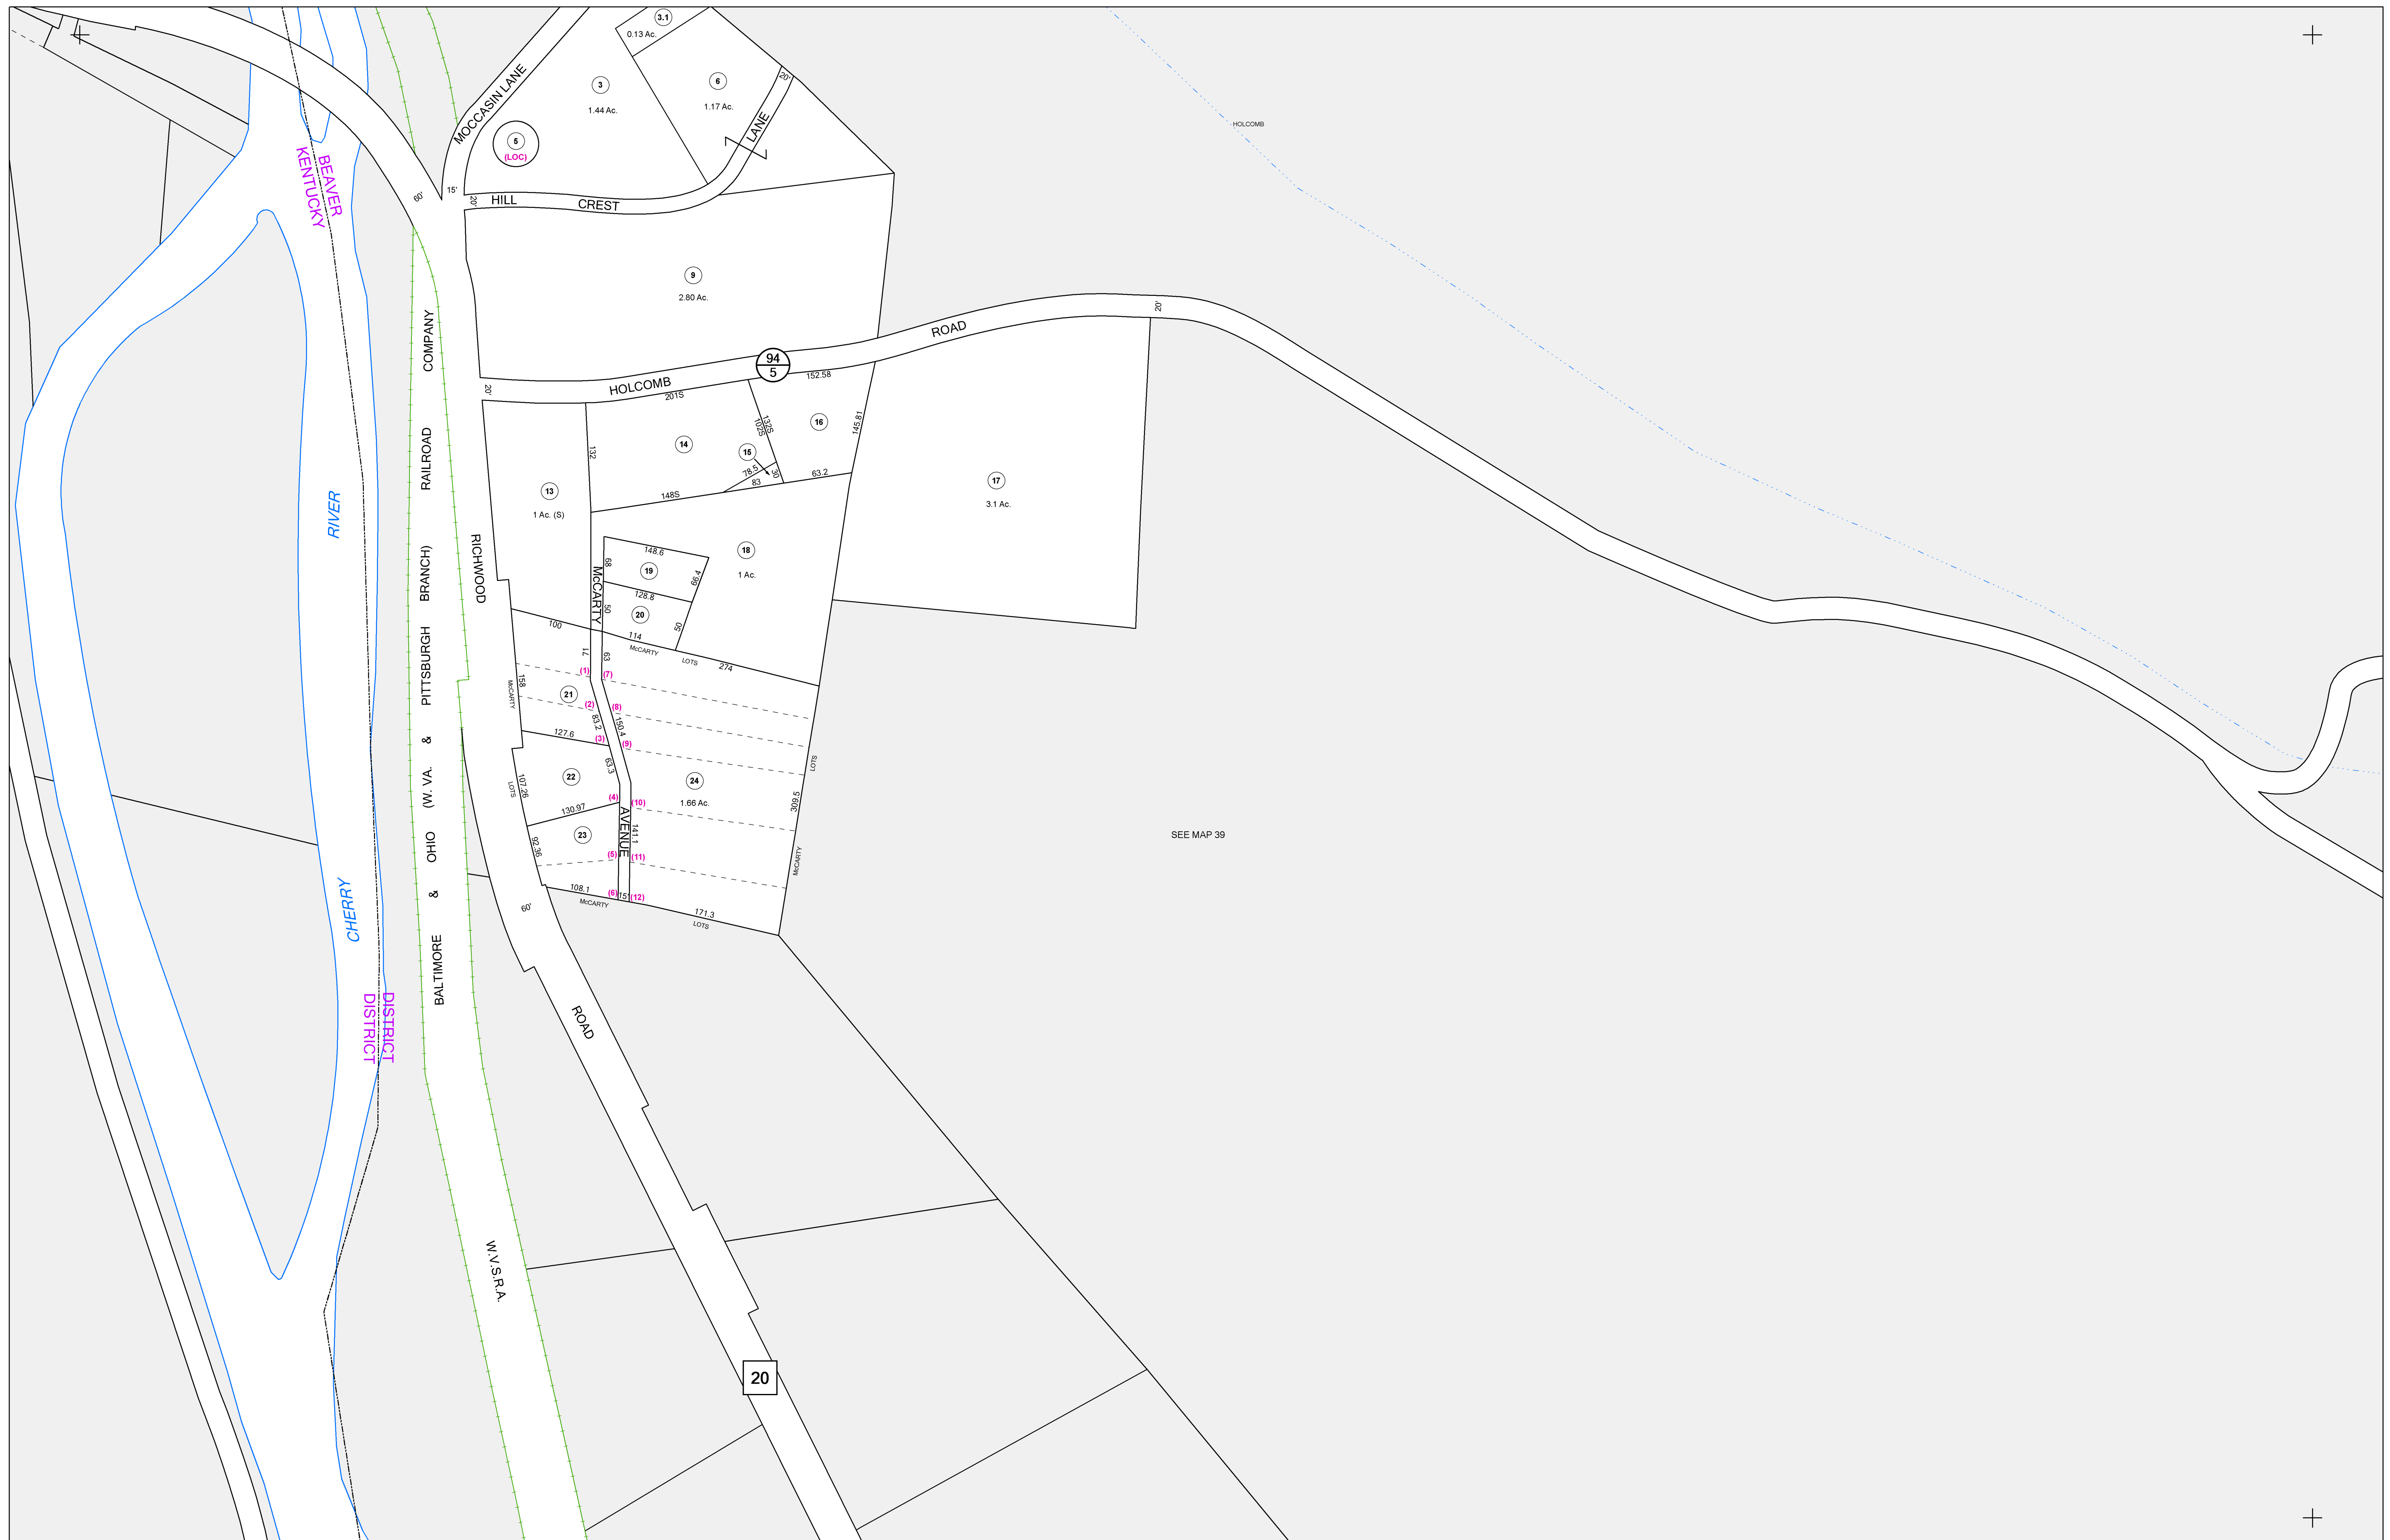 3.1
0.13 Ac.
3
1.44 Ac.
6
1.17 Ac.
20'
MOCCASIN LANE
LANE
5
(LOC)
HOLCOMB
BEAVER
KENTUCKY
60'
15'
20'
HILL
CREST
9
2.80 Ac.
COMPANY
ROAD
20'
94
5
152.58
20'
HOLCOMB
201S
132S
102S
16
145.81
RAILROAD
132
14
15
78.5
30
63.2
83
148S
17
3.1 Ac.
13
1 Ac. (S)
RIVER
RICHWOOD
BRANCH)
148.6
68
19
66.4
18
1 Ac.
McCARTY
128.8
50
20
50
100
114
McCARTY
LOTS
274
PITTSBURGH
71
63
(1)
(7)
158
McCARTY
21
(2)
(8)
83.2
150.4
127.6
(3)
(9)
&
63.3
LOTS
22
107.26
LOTS
24
1.66 Ac.
(W. VA.
(4)
(10)
130.97
309.5
AVENUE
141.1
23
92.36
OHIO
(5)
(11)
McCARTY
SEE MAP 39
&
108.1
(6)
15'
(12)
McCARTY
171.3
LOTS
60'
CHERRY
BALTIMORE
DISTRICT
DISTRICT
ROAD
W.V.S.R.A.
20